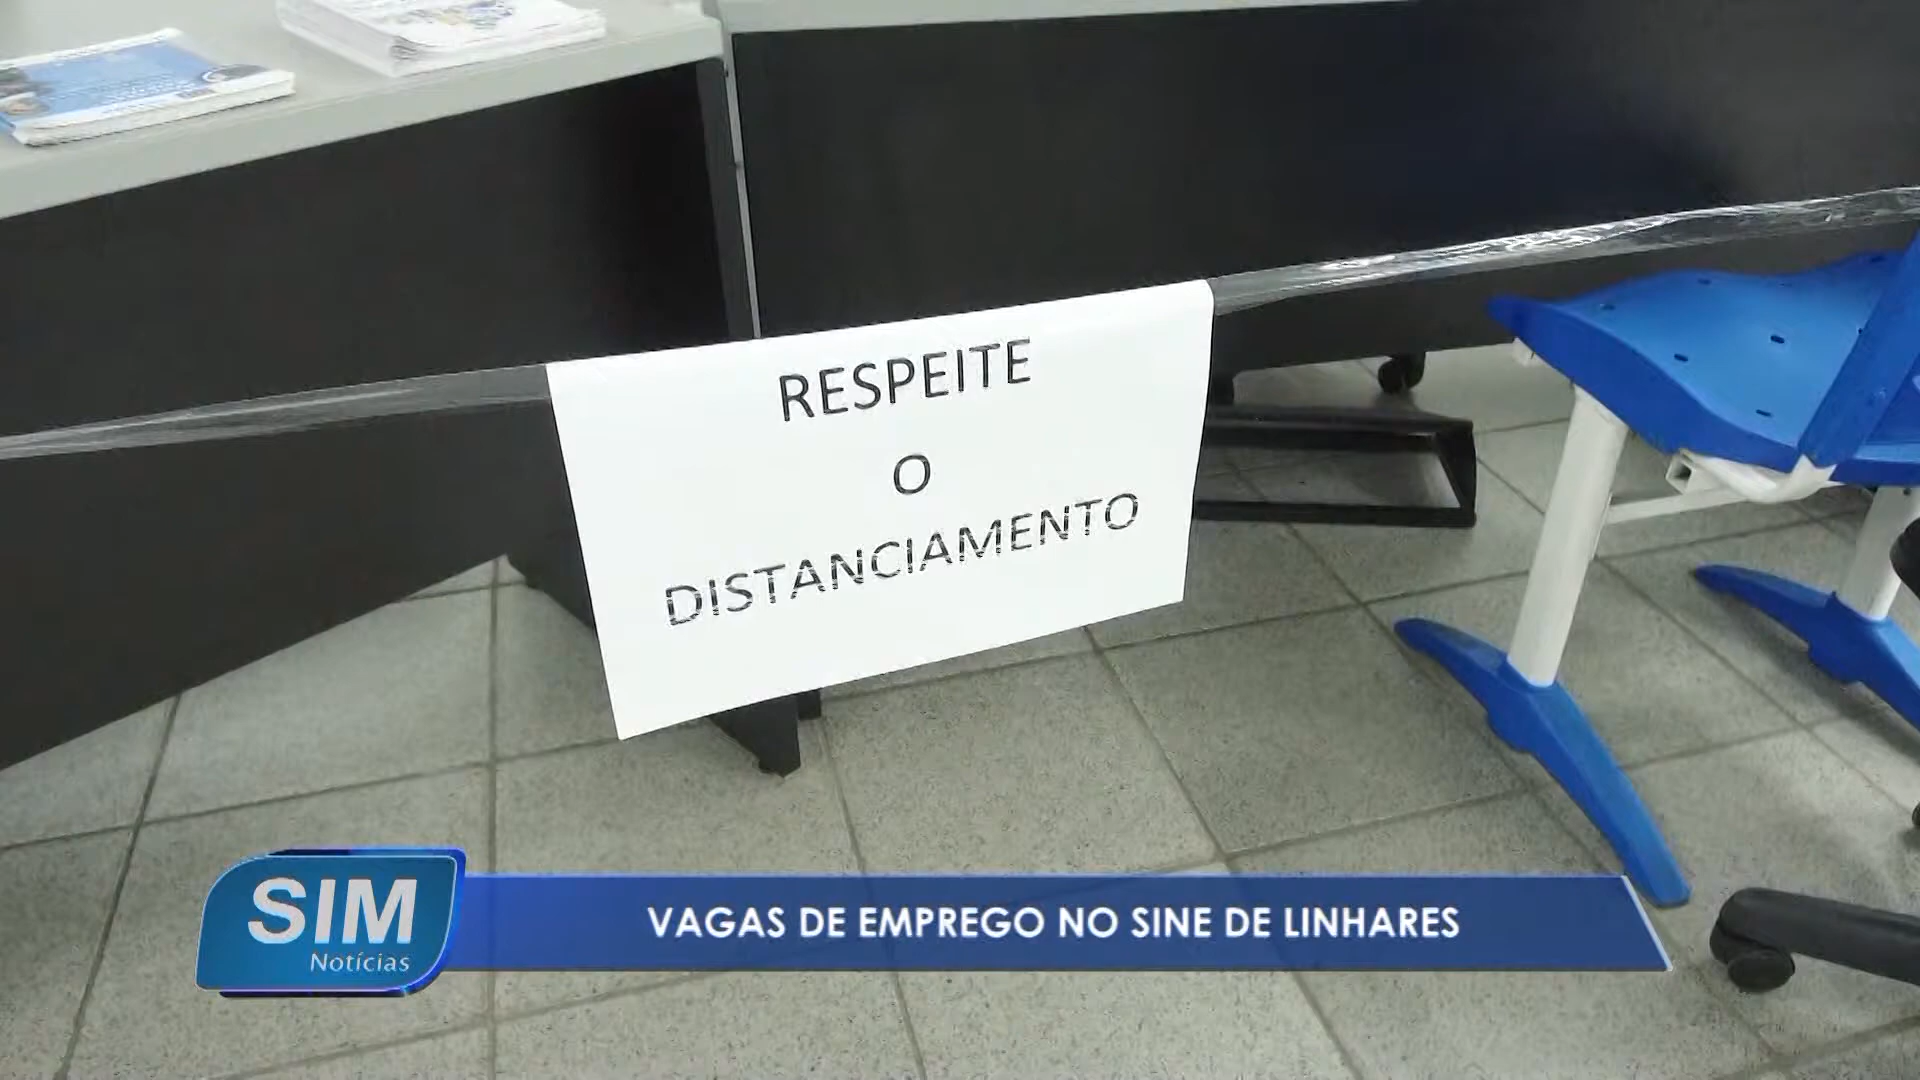 RESPEITE
O
DISTANCIAMENTO
SIM
Notícias
VAGAS DE EMPREGO NO SINE DE LINHARES